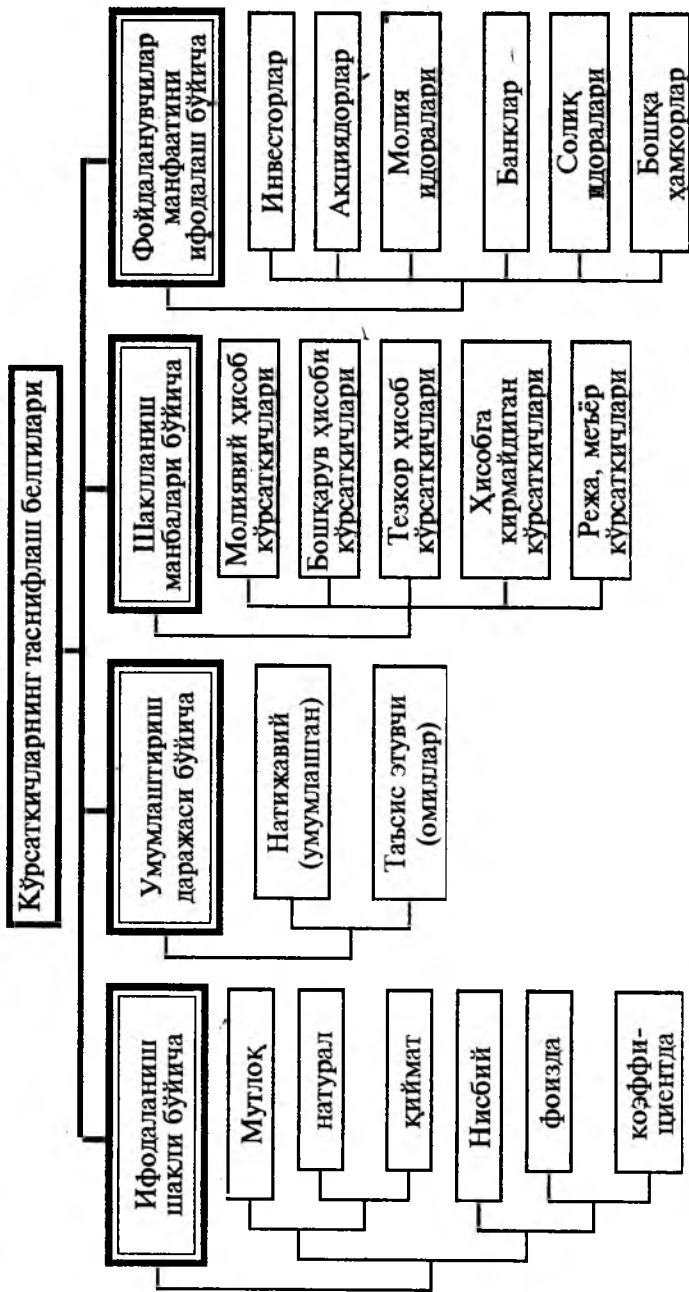 Кўрсаткичларнинг таснифлаш белгилари
Ифодаланиш
шакли бўйича
Мутлоқ
натурал
қиймат
Нисбий
фоизда
коэффи-
циентда
Умумлаштириш
даражаси бўйича
Натижавий
(умумлашган)
Таъсис этувчи
(омиллар)
Шаклланиш
манбалари бўйича
Молиявий ҳисоб
кўрсаткичлари
Бошқарув ҳисоби
кўрсаткичлари
Тезкор ҳисоб
кўрсаткичлари
Ҳисобга
кирмайдиган
кўрсаткичлари
Режа, меъёр
кўрсаткичлари
Фойдаланувчилар
манфаатини
ифодалаш бўйича
Инвесторлар
Акциядорлар
Молия
идоралари
Банклар
Солиқ
идоралари
Бошқа
ҳамкорлар